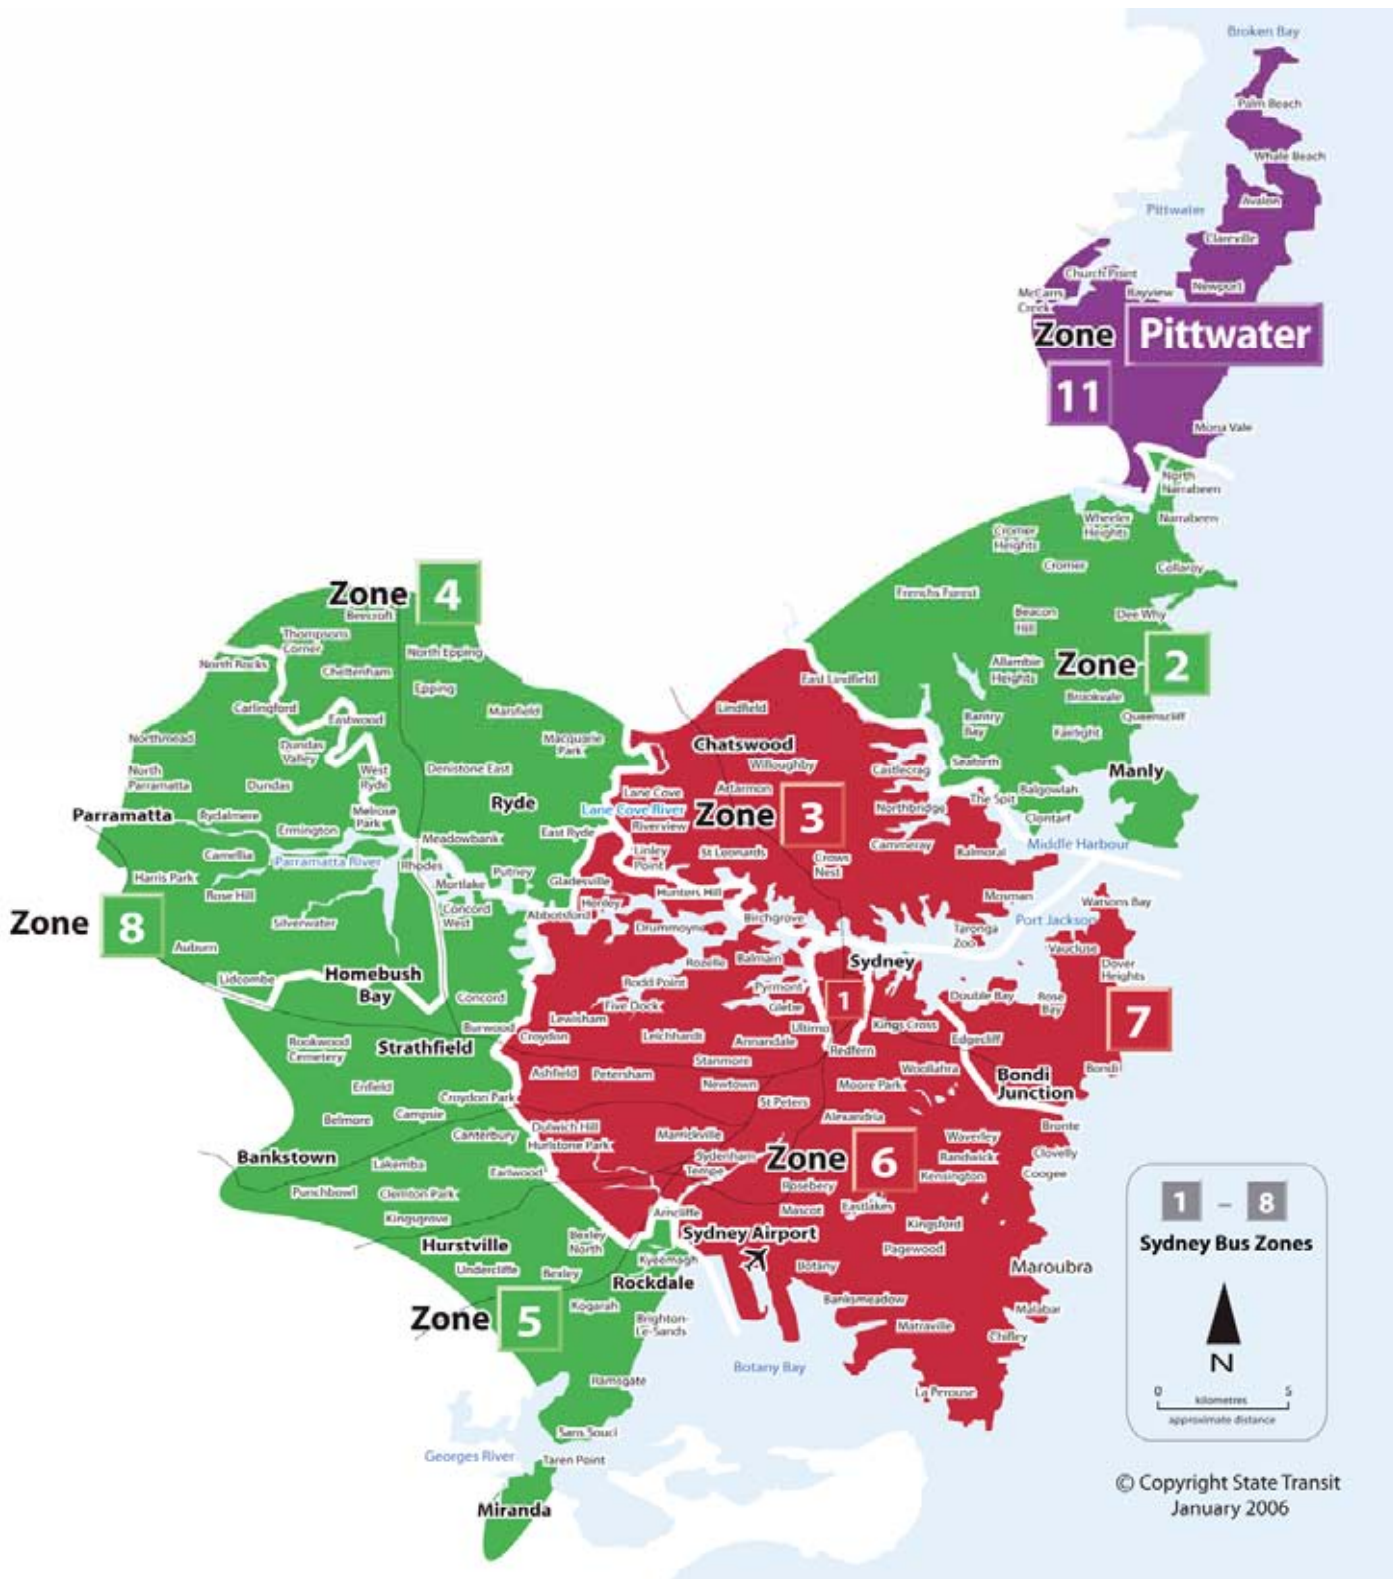 Broken Bay
Palm Beach
Whale Beach
Avalon
Pittwater
Clareville
Church Point
Newport
McCarrs
Creek
Bayview
Zone
Pittwater
11
Mona Vale
North
Narrabeen
Wheeler
Heights
Narrabeen
Cromer
Heights
Cromer
Collaroy
Frenchs Forest
Beacon
Hill
Dee Why
Allambie
Heights
Zone
2
Brookvale
Queenscliff
Bantry
Bay
Fairlight
Seaforth
Manly
Balgowlah
The Spit
Clontarf
Middle Harbour
Zone
4
Beecroft
Thompsons
Corner
North Rocks
North Epping
Cheltenham
Epping
Carlingford
Eastwood
Marsfield
Northmead
Dundas
Valley
Macquarie
Park
North
Parramatta
Dundas
West
Ryde
Denistone East
Ryde
Parramatta
Rydalmere
Ermington
Melrose
Park
Meadowbank
East Ryde
Camellia
Parramatta River
Rhodes
Putney
Harris Park
Rose Hill
Mortlake
Gladesville
Concord
West
Silverwater
Zone
8
Auburn
Lidcombe
Homebush
Bay
East Lindfield
Lindfield
Chatswood
Willoughby
Castlecrag
Artarmon
Lane Cove
Lane Cove River
Zone
3
Northbridge
Riverview
Cammeray
Linley
Point
St Leonards
Crows
Nest
Balmoral
Hunters Hill
Mosman
Henley
Abbotsford
Birchgrove
Port Jackson
Watsons Bay
Drummoyne
Taronga
Zoo
Vaucluse
Rozelle
Balmain
Sydney
Dover
Heights
Rodd Point
Pyrmont
1
Double Bay
Rose
Bay
Five Dock
Glebe
7
Lewisham
Ultimo
Kings Cross
Concord
Burwood
Croydon
Leichhardt
Annandale
Redfern
Edgecliff
Rookwood
Cemetery
Strathfield
Stanmore
Woollahra
Bondi
Junction
Bondi
Ashfield
Petersham
Newtown
Moore Park
Enfield
Croydon Park
St Peters
Alexandria
Belmore
Campsie
Canterbury
Dulwich Hill
Hurlstone Park
Marrickville
Bronte
Waverley
Bankstown
Lakemba
Earlwood
Sydenham
Tempe
Zone
6
Randwick
Clovelly
Kensington
Coogee
Punchbowl
Clemton Park
Rosebery
Kingsgrove
Arncliffe
Mascot
Eastlakes
Kingsford
Bexley
North
Sydney Airport
Hurstville
Pagewood
Undercliffe
Bexley
Kyeemagh
Botany
Maroubra
Rockdale
Zone
5
Kogarah
Brighton-
Le-Sands
Banksmeadow
Malabar
Matraville
Chifley
Botany Bay
Ramsgate
La Perouse
Sans Souci
Georges River
Taren Point
Miranda
1 – 8
Sydney Bus Zones
N
0 5
kilometres
approximate distance
© Copyright State Transit
January 2006